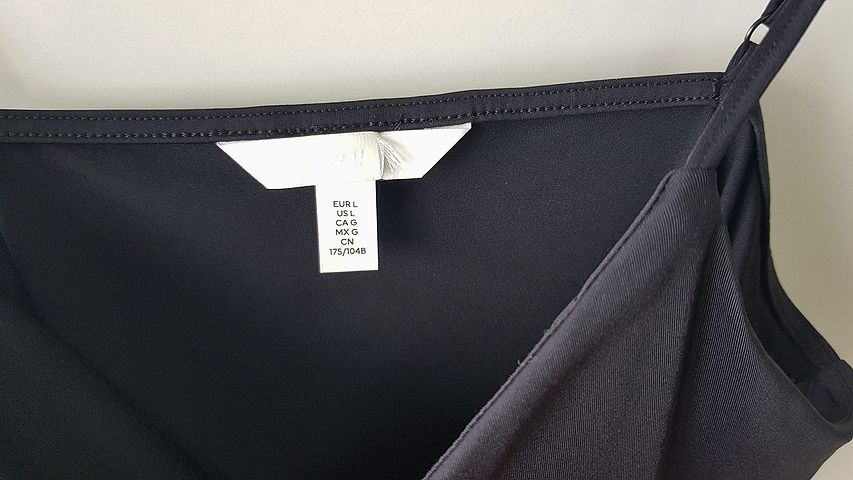 EUR L
US L
CA G
MX G
CN
175/104B